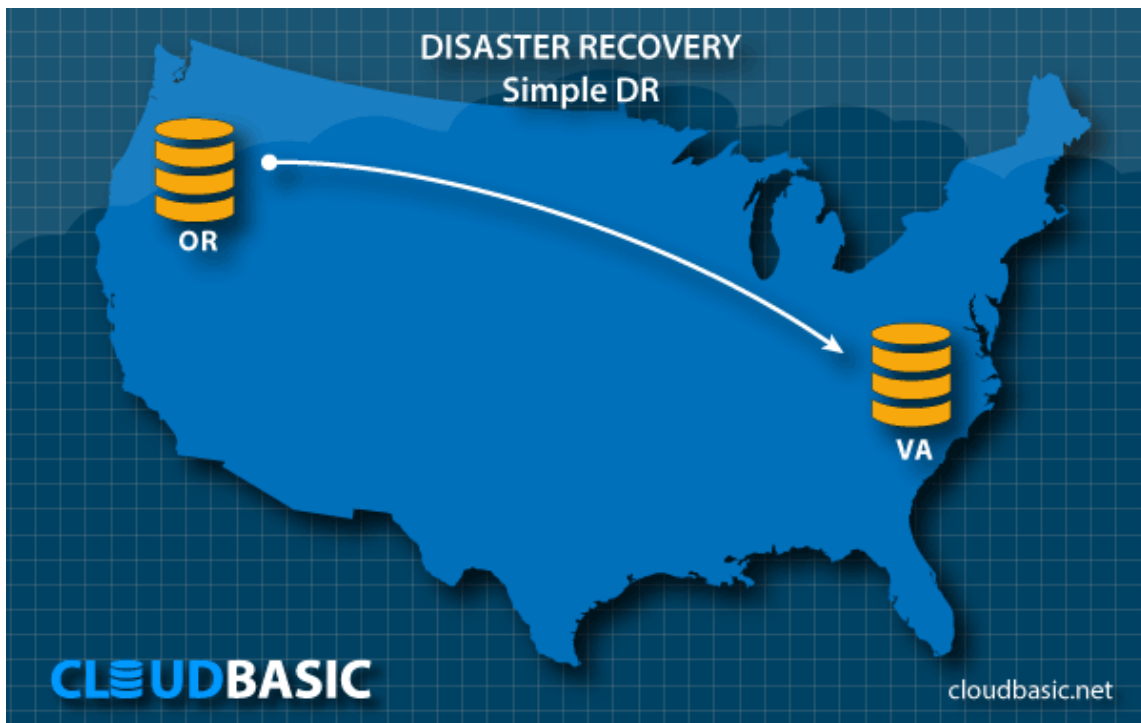 DISASTER RECOVERY
Simple DR
OR
VA
CLOUDBASIC
cloudbasic.net